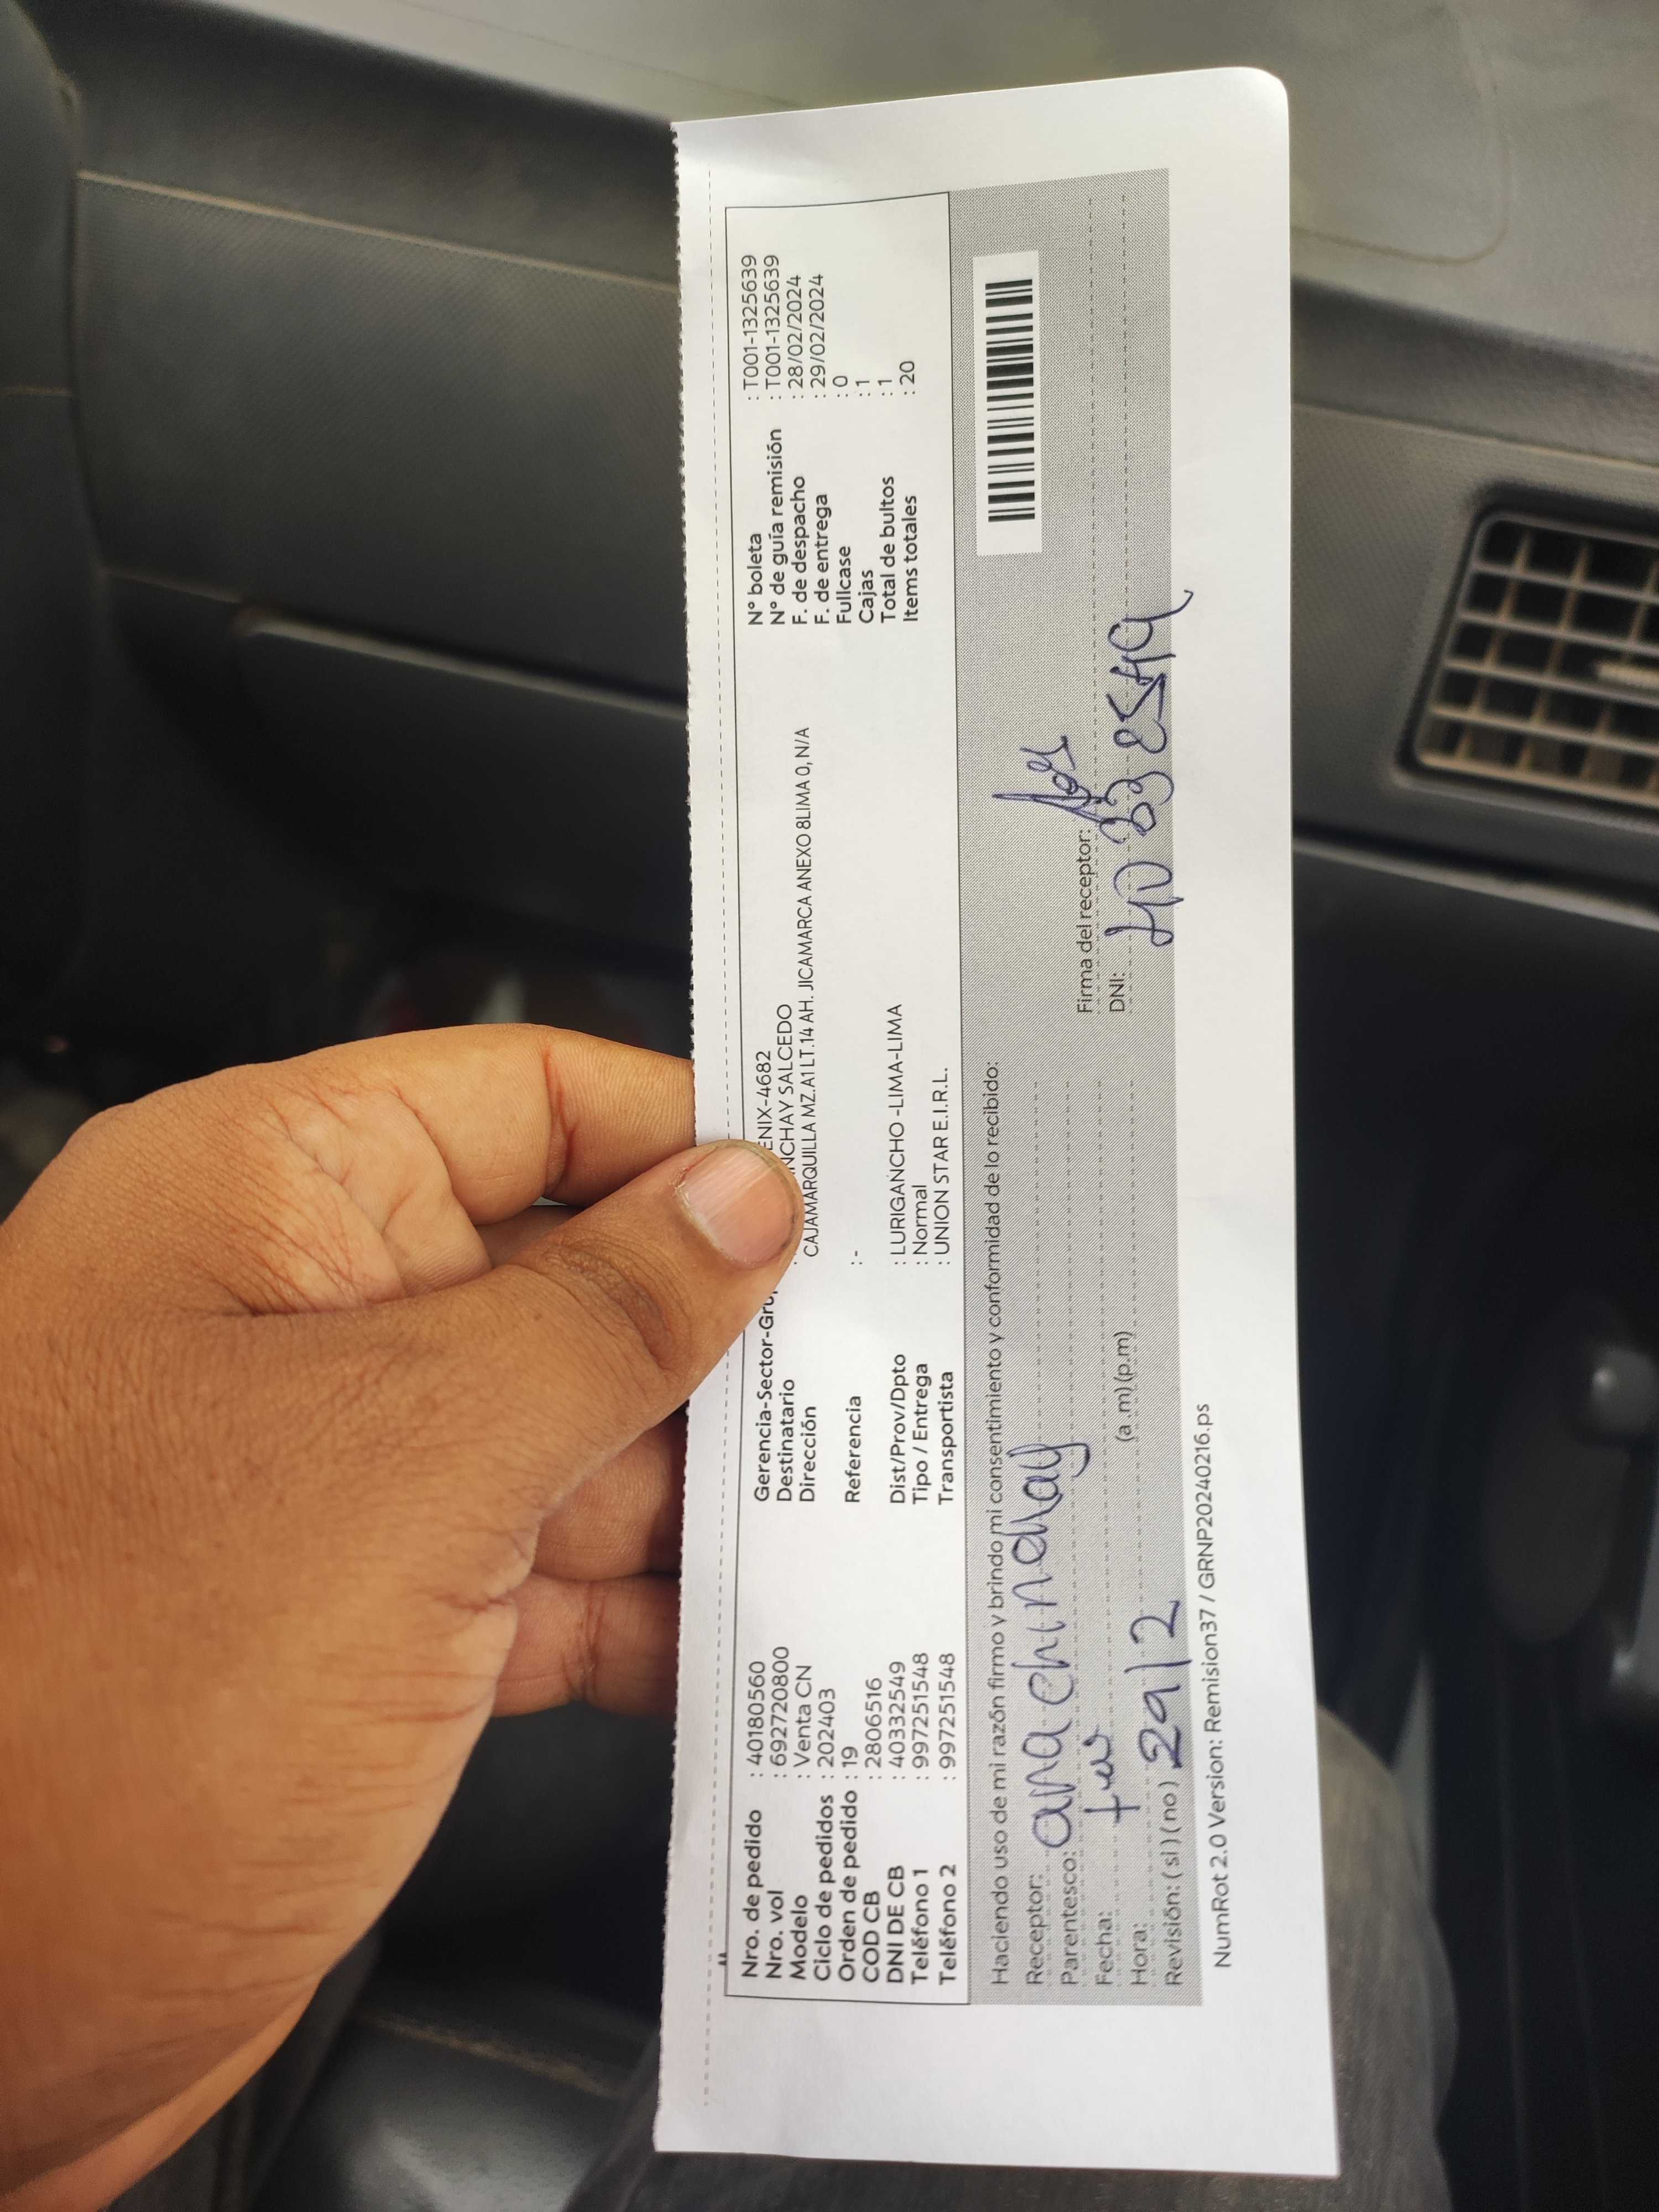 Nro. de pedido : 40180560
Nro. vol : 692720800
Modelo : Venta CN
Ciclo de pedidos : 202403
Orden de pedido : 19
COD CB : 2806516
DNI DE CB : 40332549
Teléfono 1 : 997251548
Teléfono 2 : 997251548
Gerencia-Sector-Gru ENIX-4682
Destinatario NCHAY SALCEDO
Dirección CAJAMARQUILLA MZ.A1 LT.14 AH. JICAMARCA ANEXO 8LIMA 0, N/A
Referencia : -
Dist/Prov/Dpto : LURIGANCHO -LIMA-LIMA
Tipo / Entrega : Normal
Transportista : UNION STAR E.I.R.L.
N° boleta : T001-1325639
N° de guía remisión : T001-1325639
F. de despacho : 28/02/2024
F. de entrega : 29/02/2024
Fullcase : 0
Cajas : 1
Total de bultos : 1
Items totales : 20
Haciendo uso de mi razón firmo y brindo mi consentimiento y conformidad de lo recibido:
Receptor: ana chinchay
Parentesco:
Fecha:
Hora: (a.m) (p.m)
Revisión: ( si ) ( no ) 29/2
Firma del receptor:
DNI:
NumRot 2.0 Version: Remision37 / GRNP20240216.ps